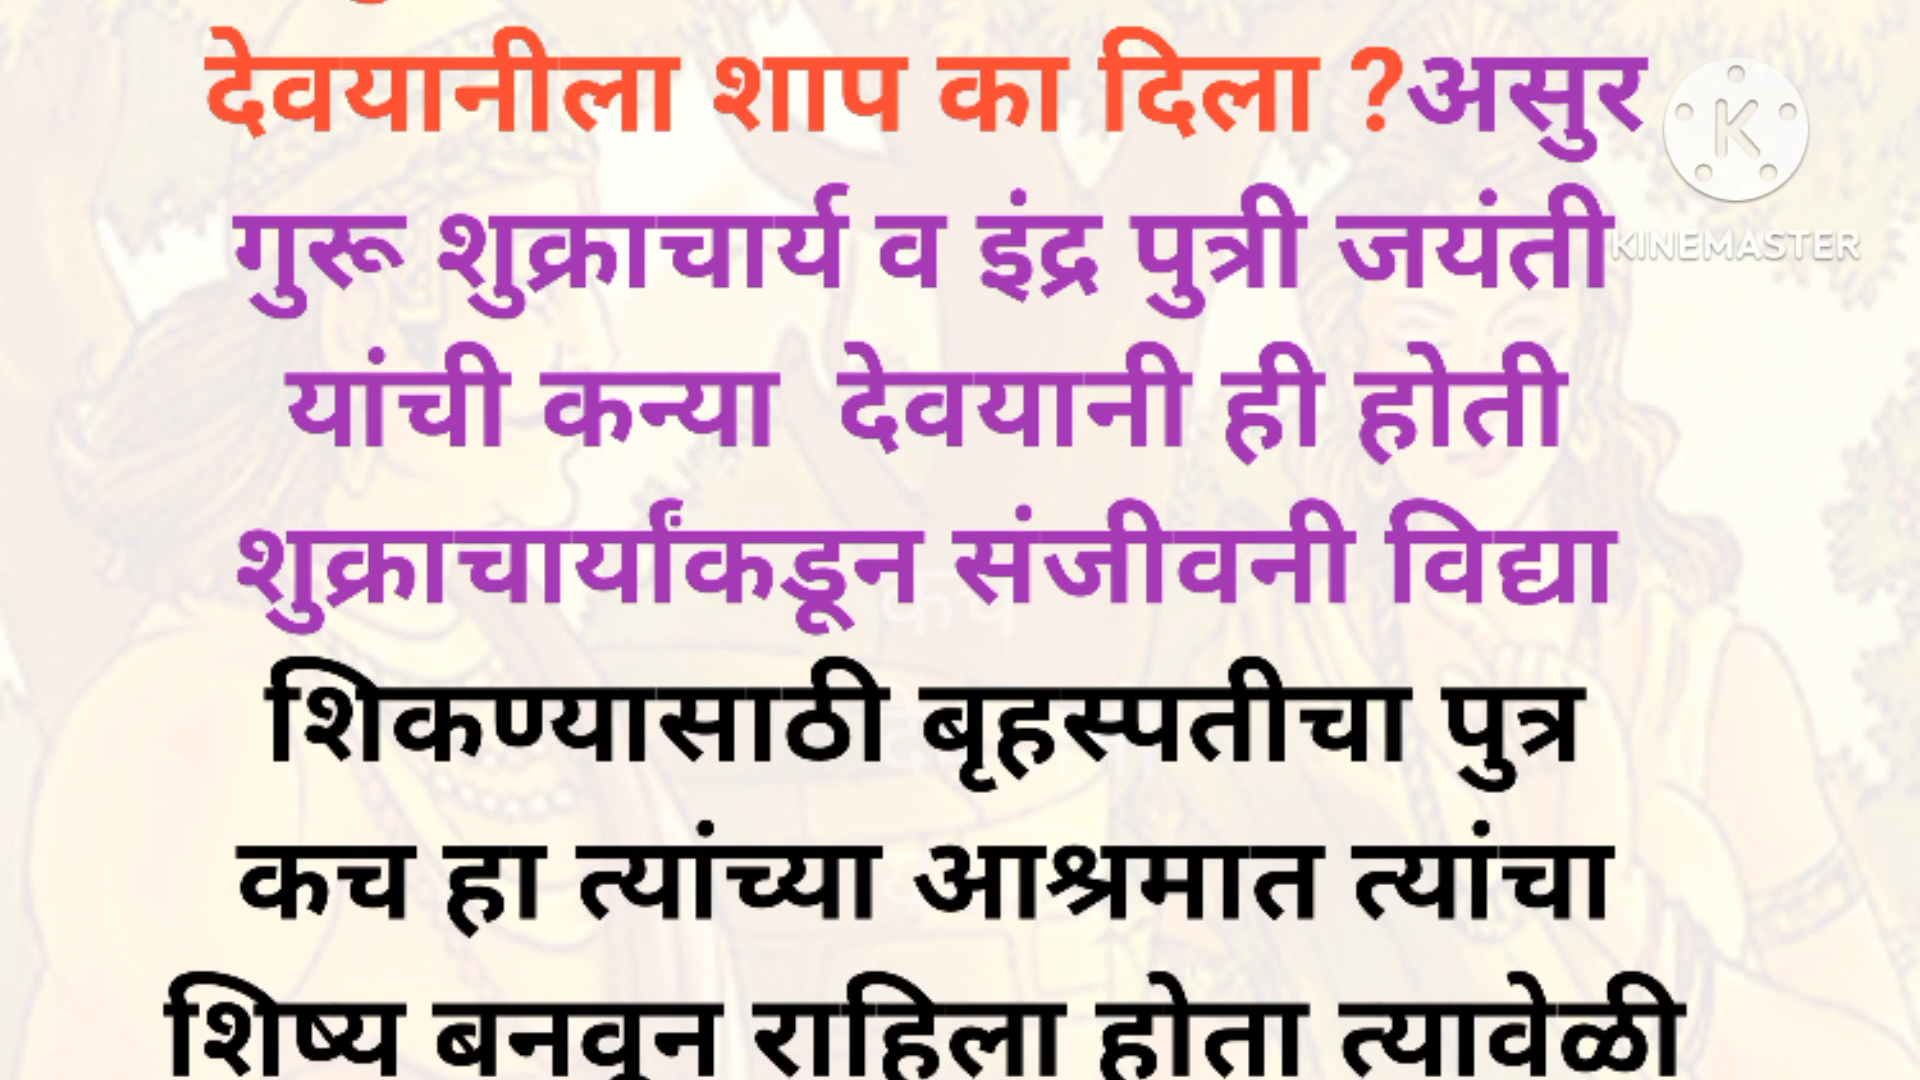 देवयानीला शाप का दिला ?असुर
गुरू शुक्राचार्य व इंद्र पुत्री जयंती
यांची कन्या देवयानी ही होती
शुक्राचार्यांकडून संजीवनी विद्या
शिकण्यासाठी बृहस्पतीचा पुत्र
कच हा त्यांच्या आश्रमात त्यांचा
शिष्य बनवून राहिला होता त्यावेळी
K
KINEMASTER